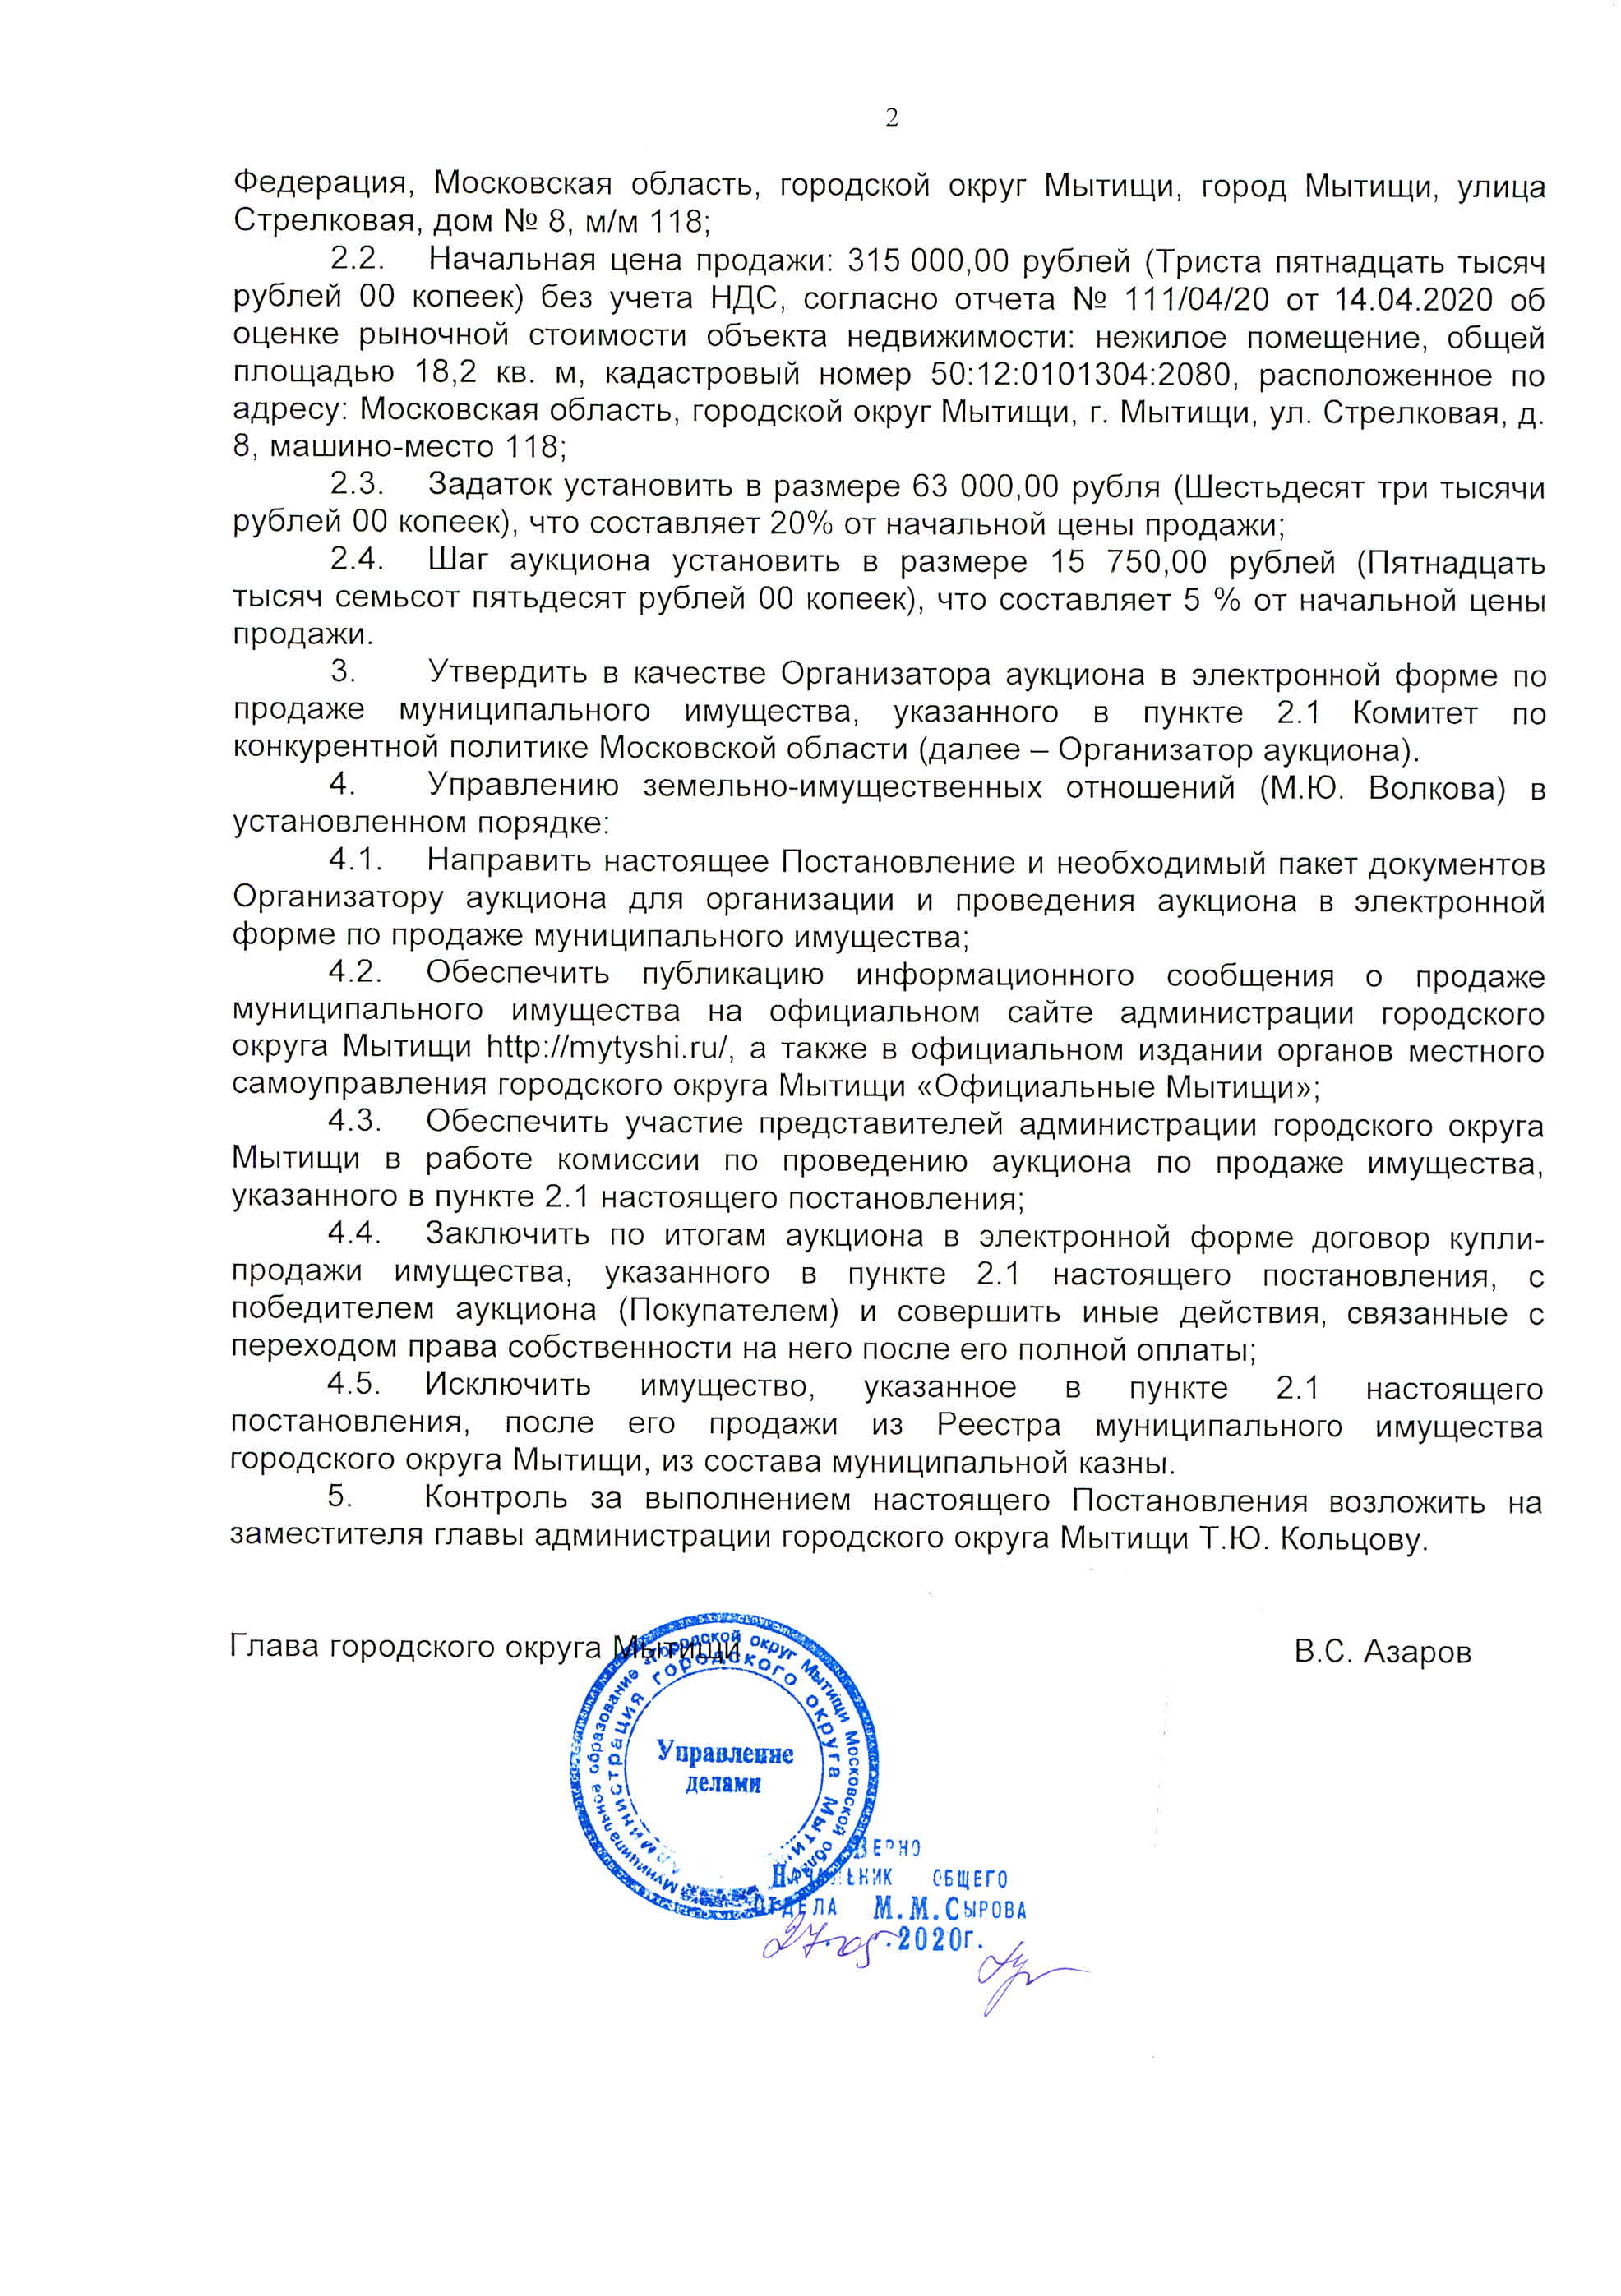 2
Федерация, Московская область, городской округ Мытищи, город Мытищи, улица
Стрелковая, дом № 8, м/м 118;
2.2. Начальная цена продажи: 315 000,00 рублей (Триста пятнадцать тысяч
рублей 00 копеек) без учета НДС, согласно отчета № 111/04/20 от 14.04.2020 об
оценке рыночной стоимости объекта недвижимости: нежилое помещение, общей
площадью 18,2 кв. м, кадастровый номер 50:12:0101304:2080, расположенное по
адресу: Московская область, городской округ Мытищи, г. Мытищи, ул. Стрелковая, д.
8, машино-место 118;
2.3. Задаток установить в размере 63 000,00 рубля (Шестьдесят три тысячи
рублей 00 копеек), что составляет 20% от начальной цены продажи;
2.4. Шаг аукциона установить в размере 15 750,00 рублей (Пятнадцать
тысяч семьсот пятьдесят рублей 00 копеек), что составляет 5 % от начальной цены
продажи.
3. Утвердить в качестве Организатора аукциона в электронной форме по
продаже муниципального имущества, указанного в пункте 2.1 Комитет по
конкурентной политике Московской области (далее – Организатор аукциона).
4. Управлению земельно-имущественных отношений (М.Ю. Волкова) в
установленном порядке:
4.1. Направить настоящее Постановление и необходимый пакет документов
Организатору аукциона для организации и проведения аукциона в электронной
форме по продаже муниципального имущества;
4.2. Обеспечить публикацию информационного сообщения о продаже
муниципального имущества на официальном сайте администрации городского
округа Мытищи http://mytyshi.ru/, а также в официальном издании органов местного
самоуправления городского округа Мытищи «Официальные Мытищи»;
4.3. Обеспечить участие представителей администрации городского округа
Мытищи в работе комиссии по проведению аукциона по продаже имущества,
указанного в пункте 2.1 настоящего постановления;
4.4. Заключить по итогам аукциона в электронной форме договор купли-
продажи имущества, указанного в пункте 2.1 настоящего постановления, с
победителем аукциона (Покупателем) и совершить иные действия, связанные с
переходом права собственности на него после его полной оплаты;
4.5. Исключить имущество, указанное в пункте 2.1 настоящего
постановления, после его продажи из Реестра муниципального имущества
городского округа Мытищи, из состава муниципальной казны.
5. Контроль за выполнением настоящего Постановления возложить на
заместителя главы администрации городского округа Мытищи Т.Ю. Кольцову.
Глава городского округа Мытищи В.С. Азаров
Муниципальное образование «Городской округ Мытищи Московской области»
Администрация городского округа Мытищи
Управление
делами
Верно
Начальник общего
отдела М.М.Сырова
27.05.2020г.